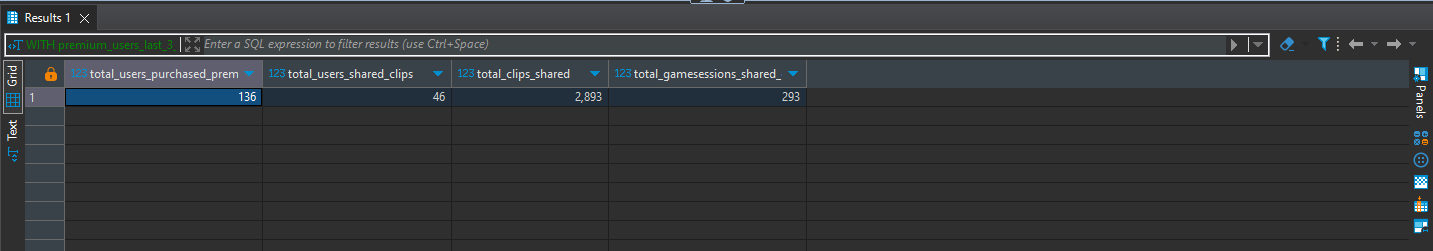 Results 1
WITH premium_users_last_3_ Enter a SQL expression to filter results (use Ctrl+Space)
Grid
Text
123 total_users_purchased_prem 123 total_users_shared_clips 123 total_clips_shared 123 total_gamesessions_shared_
1 136 46 2,893 293
Panels